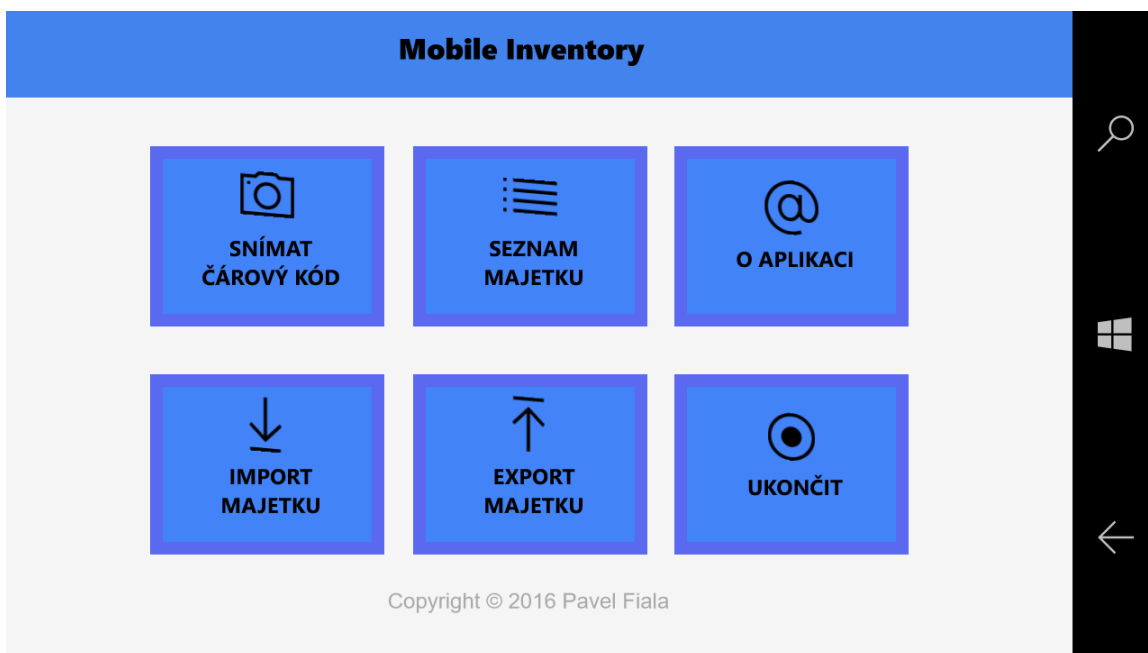 Mobile Inventory
SNÍMAT
ČÁROVÝ KÓD
SEZNAM
MAJETKU
O APLIKACI
IMPORT
MAJETKU
EXPORT
MAJETKU
UKONČIT
Copyright © 2016 Pavel Fiala